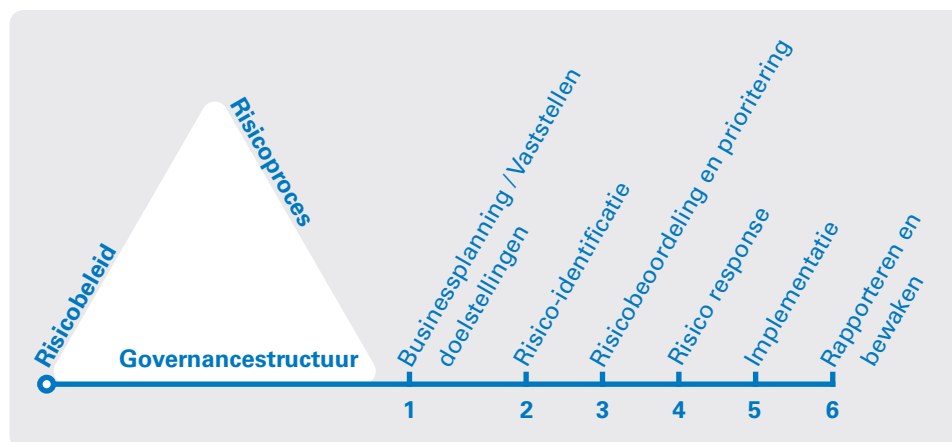 Risicobeleid
Risicoproces
Governancestructuur
Businessplanning / Vaststellen
doelstellingen
Risico-identificatie
Risicobeoordeling en prioritering
Risico response
Implementatie
Rapporteren en
bewaken
1
2
3
4
5
6